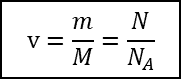 v = m/M = N/N_A